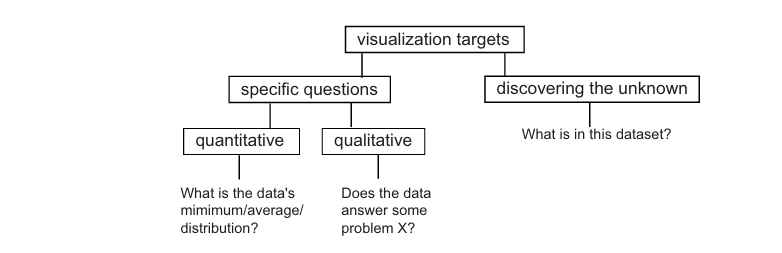 visualization targets
specific questions
discovering the unknown
quantitative
qualitative
What is in this dataset?
What is the data's
mimimum/average/
distribution?
Does the data
answer some
problem X?